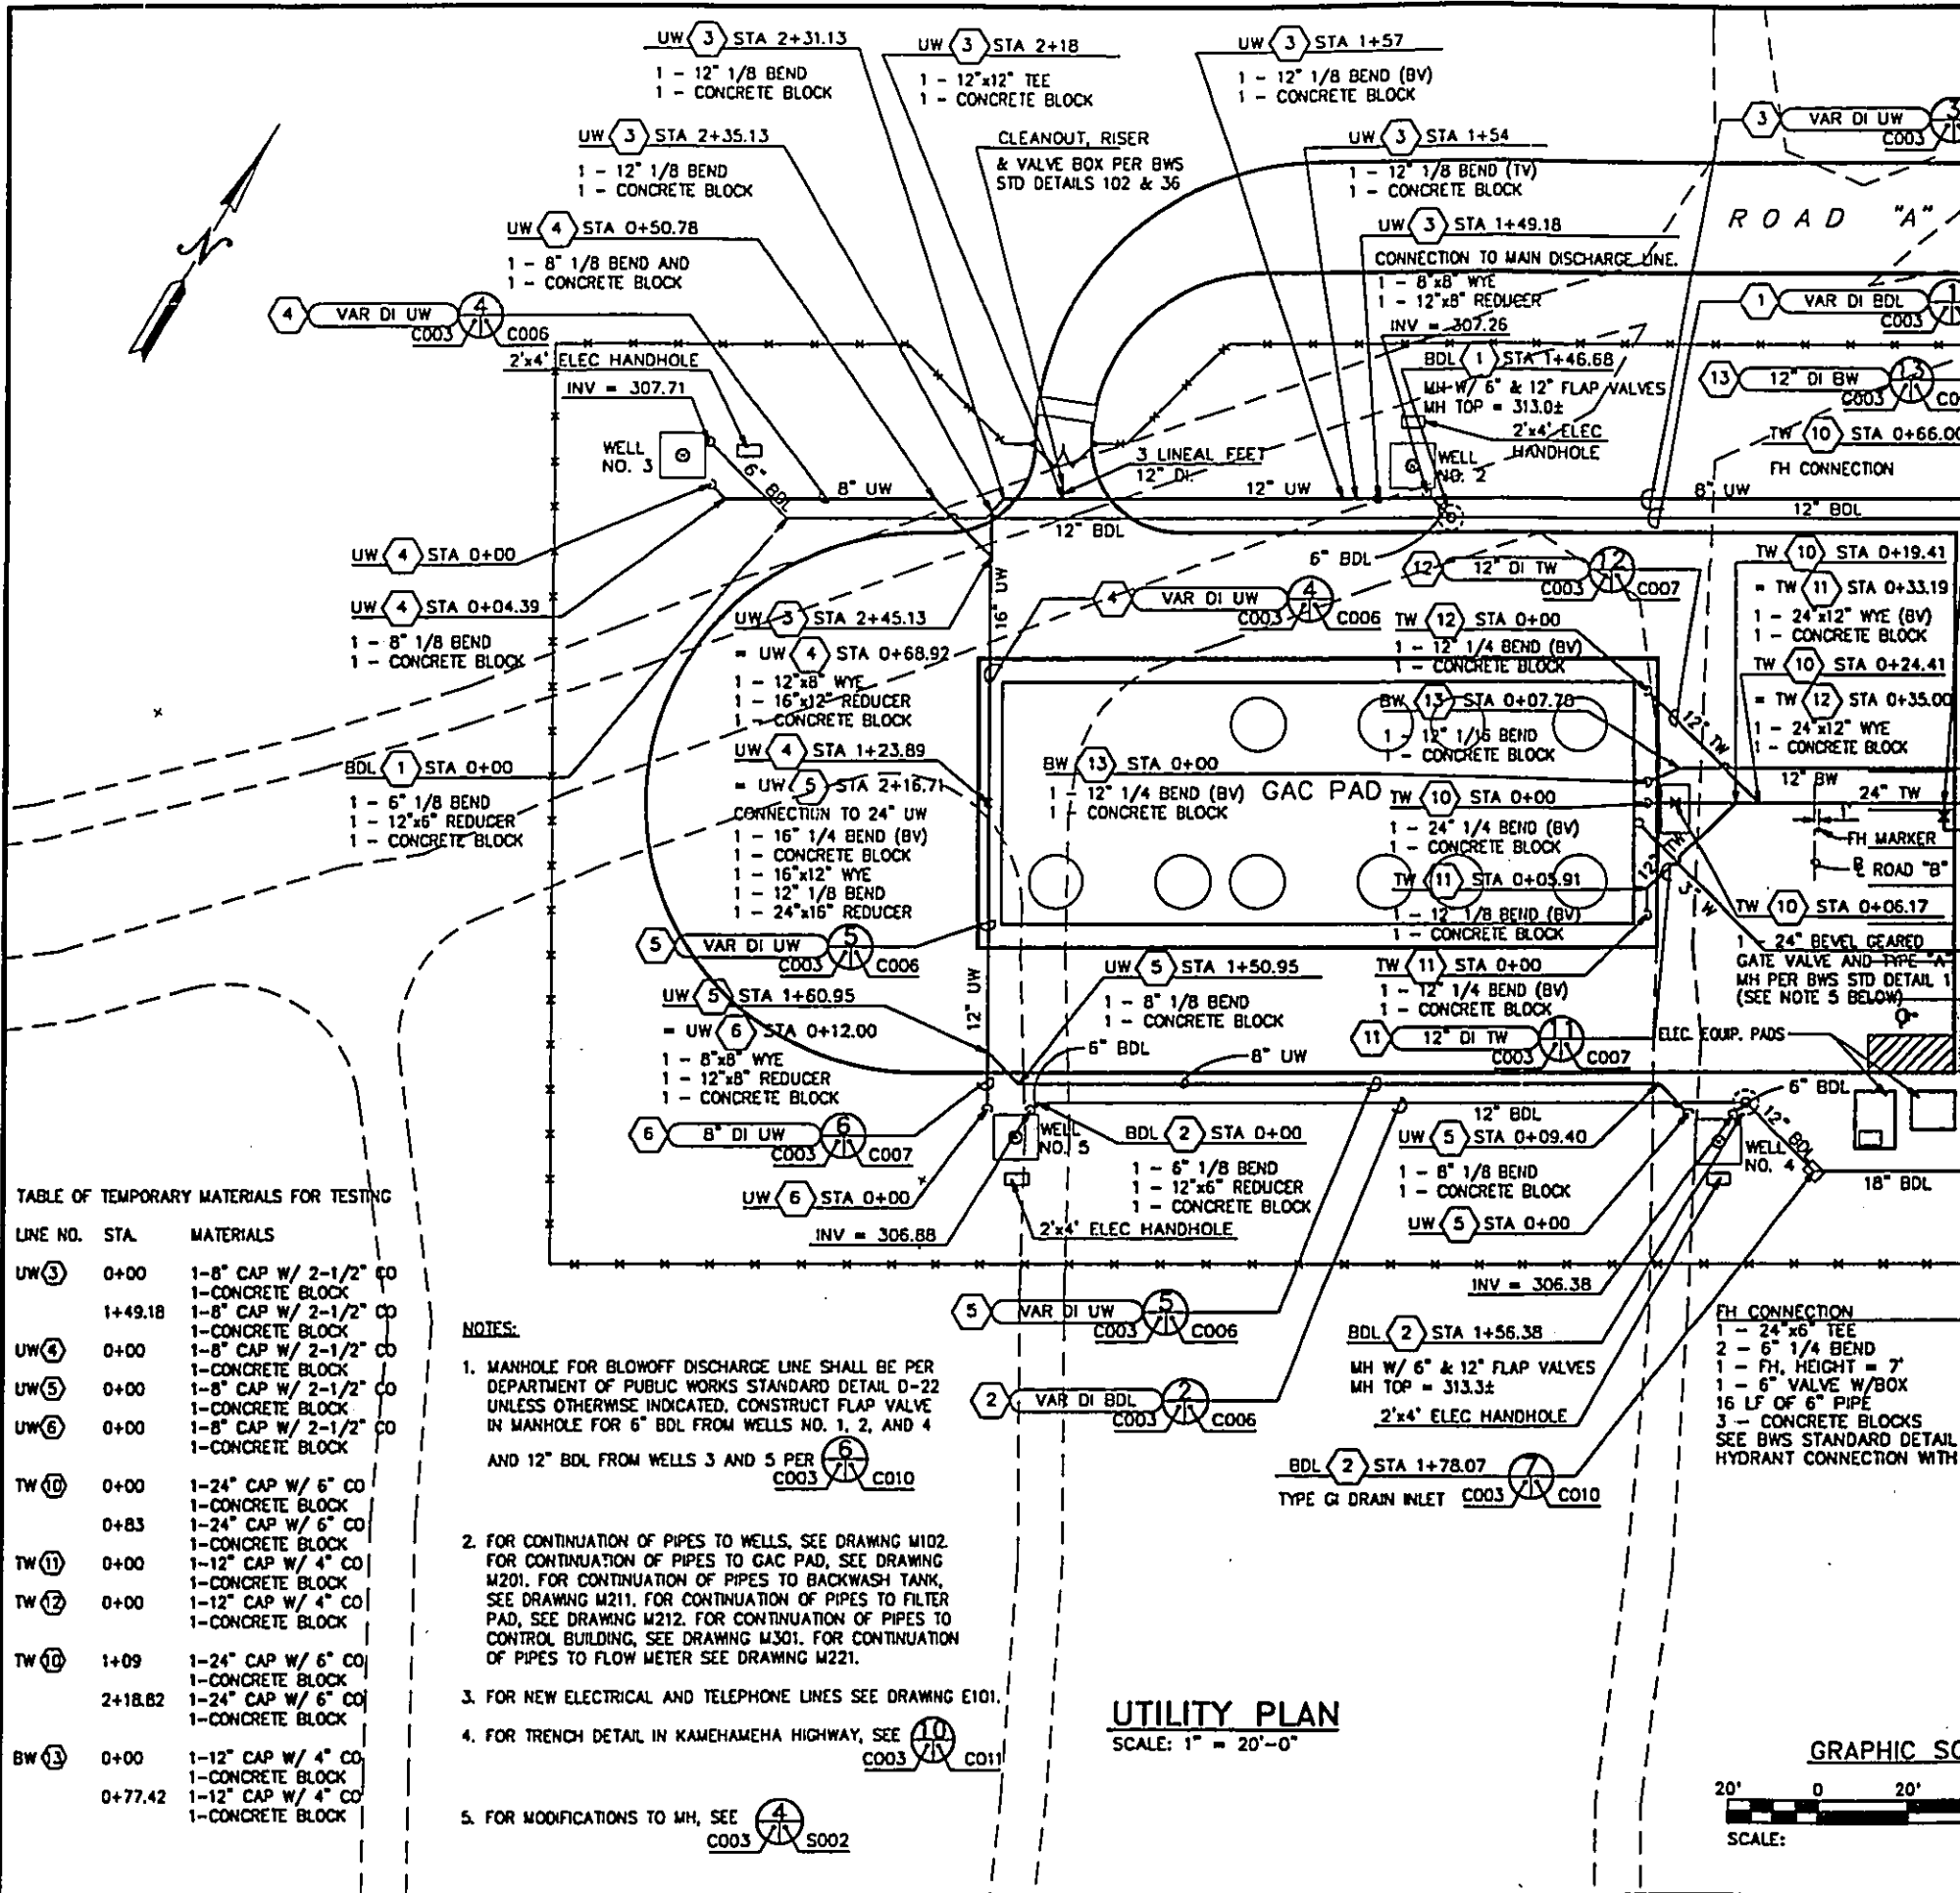 UW 3 STA 2+31.13
1 - 12" 1/8 BEND
1 - CONCRETE BLOCK
UW 3 STA 2+18
1 - 12"x12" TEE
1 - CONCRETE BLOCK
UW 3 STA 1+57
1 - 12" 1/8 BEND (BV)
1 - CONCRETE BLOCK
3 VAR DI UW
C003
UW 3 STA 2+35.13
1 - 12" 1/8 BEND
1 - CONCRETE BLOCK
CLEANOUT, RISER
& VALVE BOX PER BWS
STD DETAILS 102 & 36
UW 3 STA 1+54
1 - 12" 1/8 BEND (TV)
1 - CONCRETE BLOCK
ROAD "A"
N
UW 4 STA 0+50.78
1 - 8" 1/8 BEND AND
1 - CONCRETE BLOCK
UW 3 STA 1+49.18
CONNECTION TO MAIN DISCHARGE LINE.
1 - 8"x8" WYE
1 - 12"x8" REDUCER
INV = 307.26
4 VAR DI UW 4
C003 C006
1 VAR DI BDL 1
C003
2'x4' ELEC HANDHOLE
INV = 307.71
BDL 1 STA 1+46.68
MH W/ 6" & 12" FLAP VALVES
MH TOP = 313.0±
2'x4' ELEC
HANDHOLE
13 12" DI BW 13
C003
TW 10 STA 0+66.00
FH CONNECTION
WELL
NO. 3
6" BDL
8" UW
3 LINEAL FEET
12" DI.
12" UW
WELL
NO. 2
8" UW
12" BDL
12" BDL
6" BDL
UW 4 STA 0+00
UW 4 STA 0+04.39
1 - 8" 1/8 BEND
1 - CONCRETE BLOCK
16" UW
4 VAR DI UW 4
C003 C006
12 12" DI TW 12
C003 C007
TW 10 STA 0+19.41
= TW 11 STA 0+33.19
1 - 24"x12" WYE (BV)
1 - CONCRETE BLOCK
TW 10 STA 0+24.41
= TW 12 STA 0+35.00
1 - 24"x12" WYE
1 - CONCRETE BLOCK
UW 3 STA 2+45.13
= UW 4 STA 0+68.92
1 - 12"x8" WYE
1 - 16"x12" REDUCER
1 - CONCRETE BLOCK
TW 12 STA 0+00
1 - 12" 1/4 BEND (BV)
1 - CONCRETE BLOCK
BW 13 STA 0+07.78
1 - 12" 1/16 BEND
1 - CONCRETE BLOCK
12" TW
BDL 1 STA 0+00
1 - 6" 1/8 BEND
1 - 12"x6" REDUCER
1 - CONCRETE BLOCK
UW 4 STA 1+23.89
= UW 5 STA 2+16.71
CONNECTION TO 24" UW
1 - 16" 1/4 BEND (BV)
1 - CONCRETE BLOCK
1 - 16"x12" WYE
1 - 12" 1/8 BEND
1 - 24"x16" REDUCER
BW 13 STA 0+00
1 - 12" 1/4 BEND (BV)
1 - CONCRETE BLOCK
GAC PAD
TW 10 STA 0+00
1 - 24" 1/4 BEND (BV)
1 - CONCRETE BLOCK
12" BW
24" TW
1'
FH MARKER
ROAD "B"
12" TW
3" W
TW 11 STA 0+05.91
1 - 12" 1/8 BEND (BV)
1 - CONCRETE BLOCK
TW 10 STA 0+06.17
1 - 24" BEVEL GEARED
GATE VALVE AND TYPE "A"
MH PER BWS STD DETAIL 1
(SEE NOTE 5 BELOW)
5 VAR DI UW 5
C003 C006
TW 11 STA 0+00
1 - 12" 1/4 BEND (BV)
1 - CONCRETE BLOCK
12" UW
UW 5 STA 1+50.95
1 - 8" 1/8 BEND
1 - CONCRETE BLOCK
UW 5 STA 1+60.95
= UW 6 STA 0+12.00
1 - 8"x8" WYE
1 - 12"x8" REDUCER
1 - CONCRETE BLOCK
11 12" DI TW 11
C003 C007
ELEC. EQUIP. PADS
6" BDL
8" UW
6" BDL
12" BDL
12" BDL
6 8" DI UW 6
C003 C007
WELL
NO. 5
BDL 2 STA 0+00
1 - 6" 1/8 BEND
1 - 12"x6" REDUCER
1 - CONCRETE BLOCK
UW 5 STA 0+09.40
1 - 8" 1/8 BEND
1 - CONCRETE BLOCK
WELL
NO. 4
18" BDL
UW 6 STA 0+00
INV = 306.88
2'x4' ELEC HANDHOLE
UW 5 STA 0+00
INV = 306.38
5 VAR DI UW 5
C003 C006
BDL 2 STA 1+56.38
MH W/ 6" & 12" FLAP VALVES
MH TOP = 313.3±
2'x4' ELEC HANDHOLE
2 VAR DI BDL 2
C003 C006
BDL 2 STA 1+78.07
TYPE GI DRAIN INLET
7
C003 C010
FH CONNECTION
1 - 24"x6" TEE
2 - 6" 1/4 BEND
1 - FH, HEIGHT = 7'
1 - 6" VALVE W/BOX
16 LF OF 6" PIPE
3 - CONCRETE BLOCKS
SEE BWS STANDARD DETAIL
HYDRANT CONNECTION WITH
TABLE OF TEMPORARY MATERIALS FOR TESTING
LINE NO. STA. MATERIALS
UW 3 0+00 1-8" CAP W/ 2-1/2" CO
1-CONCRETE BLOCK
1+49.18 1-8" CAP W/ 2-1/2" CO
1-CONCRETE BLOCK
UW 4 0+00 1-8" CAP W/ 2-1/2" CO
1-CONCRETE BLOCK
UW 5 0+00 1-8" CAP W/ 2-1/2" CO
1-CONCRETE BLOCK
UW 6 0+00 1-8" CAP W/ 2-1/2" CO
1-CONCRETE BLOCK
TW 10 0+00 1-24" CAP W/ 6" CO
1-CONCRETE BLOCK
0+83 1-24" CAP W/ 6" CO
1-CONCRETE BLOCK
TW 11 0+00 1-12" CAP W/ 4" CO
1-CONCRETE BLOCK
TW 12 0+00 1-12" CAP W/ 4" CO
1-CONCRETE BLOCK
TW 10 1+09 1-24" CAP W/ 6" CO
1-CONCRETE BLOCK
2+18.82 1-24" CAP W/ 6" CO
1-CONCRETE BLOCK
BW 13 0+00 1-12" CAP W/ 4" CO
1-CONCRETE BLOCK
0+77.42 1-12" CAP W/ 4" CO
1-CONCRETE BLOCK
NOTES:
1. MANHOLE FOR BLOWOFF DISCHARGE LINE SHALL BE PER
DEPARTMENT OF PUBLIC WORKS STANDARD DETAIL D-22
UNLESS OTHERWISE INDICATED. CONSTRUCT FLAP VALVE
IN MANHOLE FOR 6" BDL FROM WELLS NO. 1, 2, AND 4
AND 12" BDL FROM WELLS 3 AND 5 PER 6
C003 C010
2. FOR CONTINUATION OF PIPES TO WELLS, SEE DRAWING M102.
FOR CONTINUATION OF PIPES TO GAC PAD, SEE DRAWING
M201. FOR CONTINUATION OF PIPES TO BACKWASH TANK,
SEE DRAWING M211. FOR CONTINUATION OF PIPES TO FILTER
PAD, SEE DRAWING M212. FOR CONTINUATION OF PIPES TO
CONTROL BUILDING, SEE DRAWING M301. FOR CONTINUATION
OF PIPES TO FLOW METER SEE DRAWING M221.
3. FOR NEW ELECTRICAL AND TELEPHONE LINES SEE DRAWING E101.
4. FOR TRENCH DETAIL IN KAMEHAMEHA HIGHWAY, SEE 10
C003 C011
5. FOR MODIFICATIONS TO MH, SEE 4
C003 S002
UTILITY PLAN
SCALE: 1" = 20'-0"
GRAPHIC
20' 0 20'
SCALE: